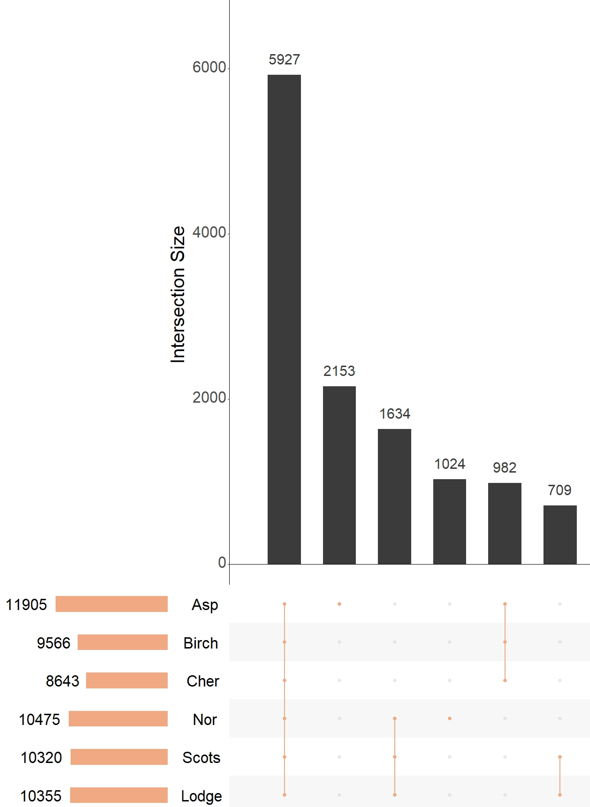 5927
6000
Intersection Size
4000
2153
2000
1634
1024
982
709
0
11905 Asp
9566 Birch
8643 Cher
10475 Nor
10320 Scots
10355 Lodge